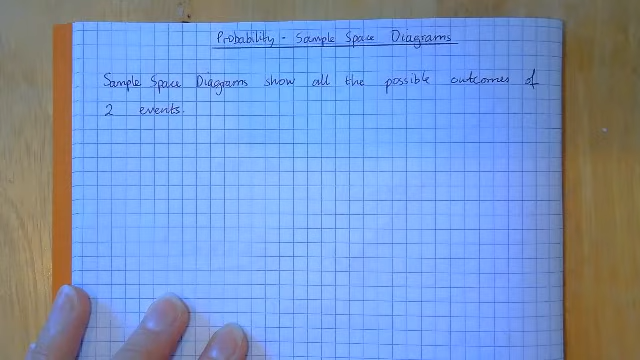 Probability - Sample Space Diagrams
Sample Space Diagrams show all the possible outcomes of
2 events.